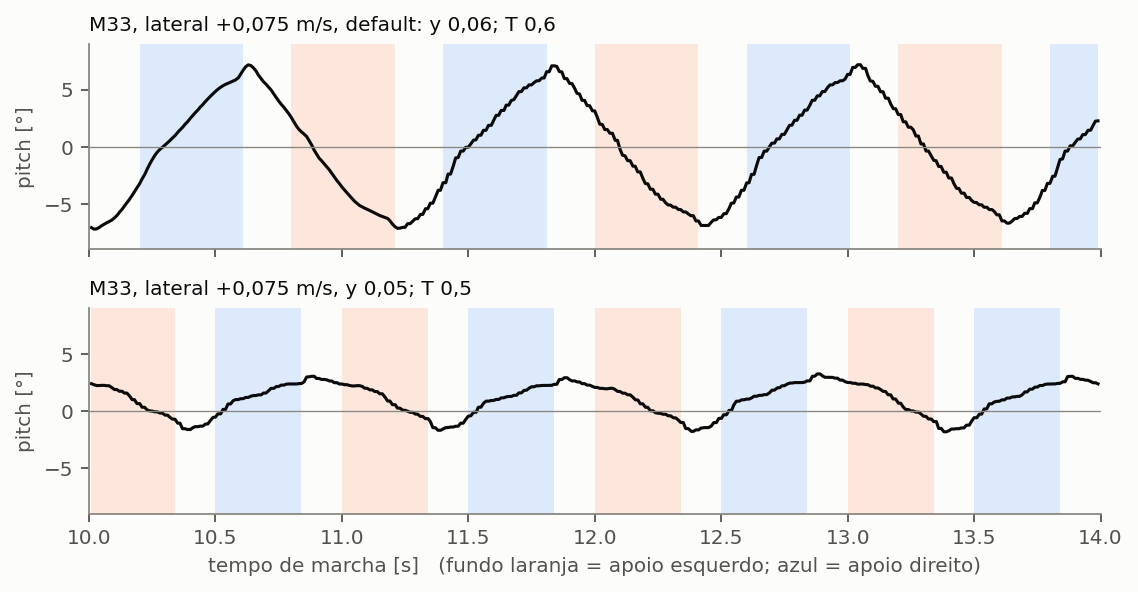 M33, lateral +0,075 m/s, default: y 0,06; T 0,6
pitch [°]
5
0
−5
M33, lateral +0,075 m/s, y 0,05; T 0,5
pitch [°]
5
0
−5
10.0 10.5 11.0 11.5 12.0 12.5 13.0 13.5 14.0
tempo de marcha [s] (fundo laranja = apoio esquerdo; azul = apoio direito)